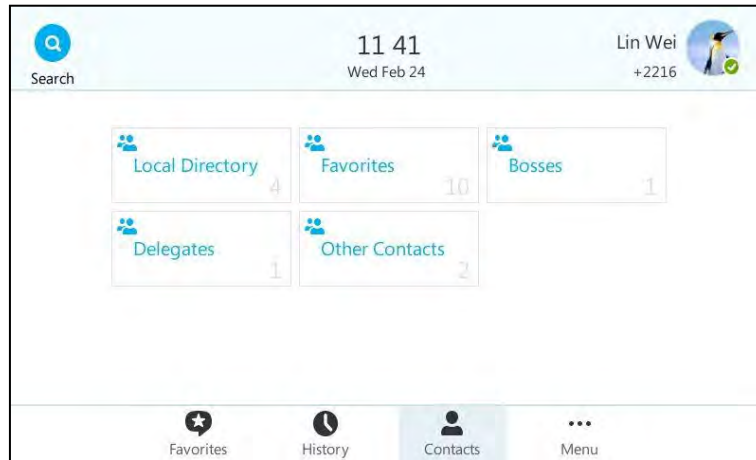 Search
11 41
Wed Feb 24
Lin Wei
+2216
Local Directory
4
Favorites
10
Bosses
1
Delegates
1
Other Contacts
2
Favorites
History
Contacts
Menu